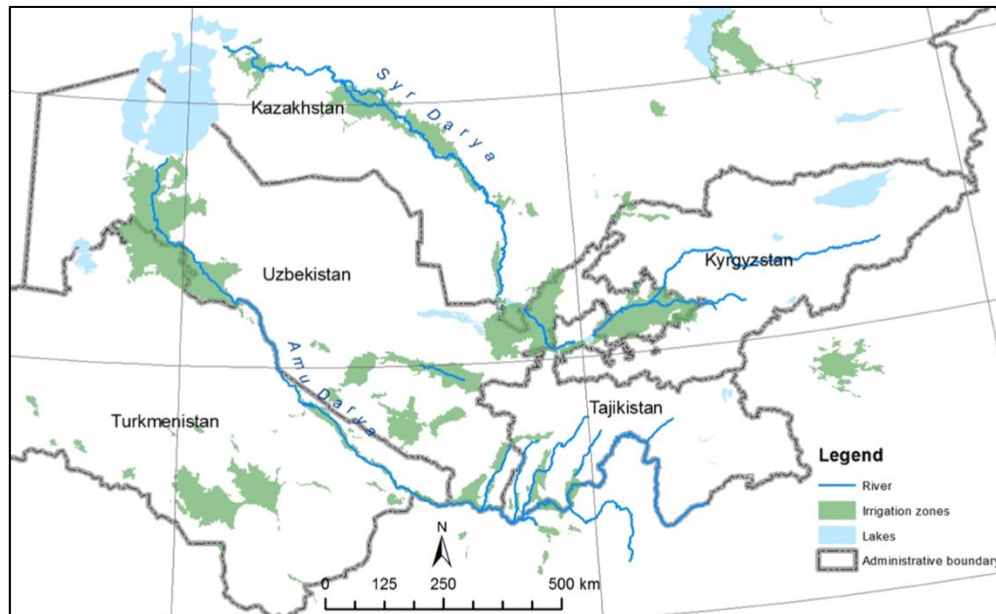 Kazakhstan
Syr Darya
Uzbekistan
Kyrgyzstan
Amu Darya
Turkmenistan
Tajikistan
Legend
River
Irrigation zones
Lakes
Administrative boundary
N
0 125 250 500 km